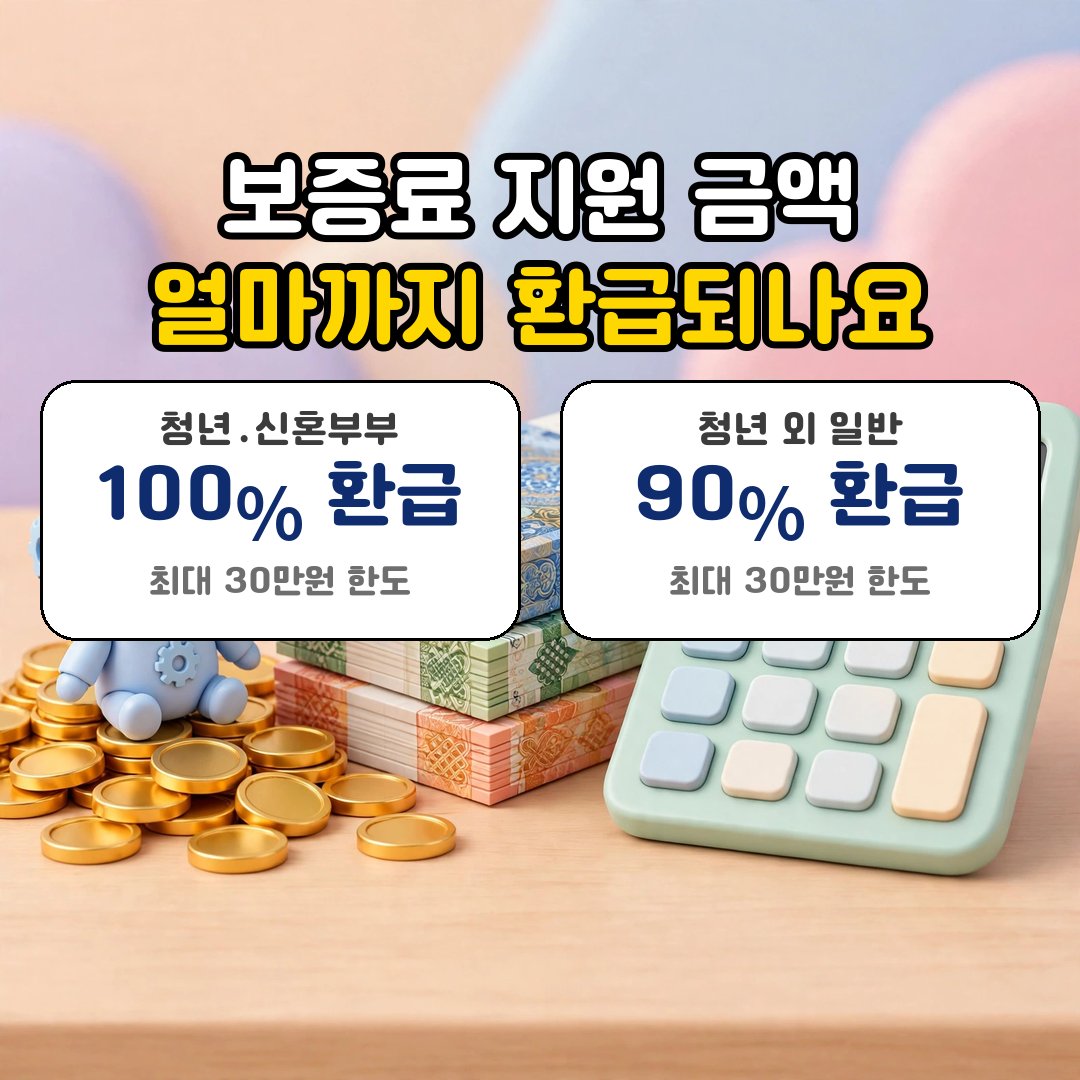 보증료 지원 금액
얼마까지 환급되나요
청년.신혼부부
100% 환급
최대 30만원 한도
청년 외 일반
90% 환급
최대 30만원 한도